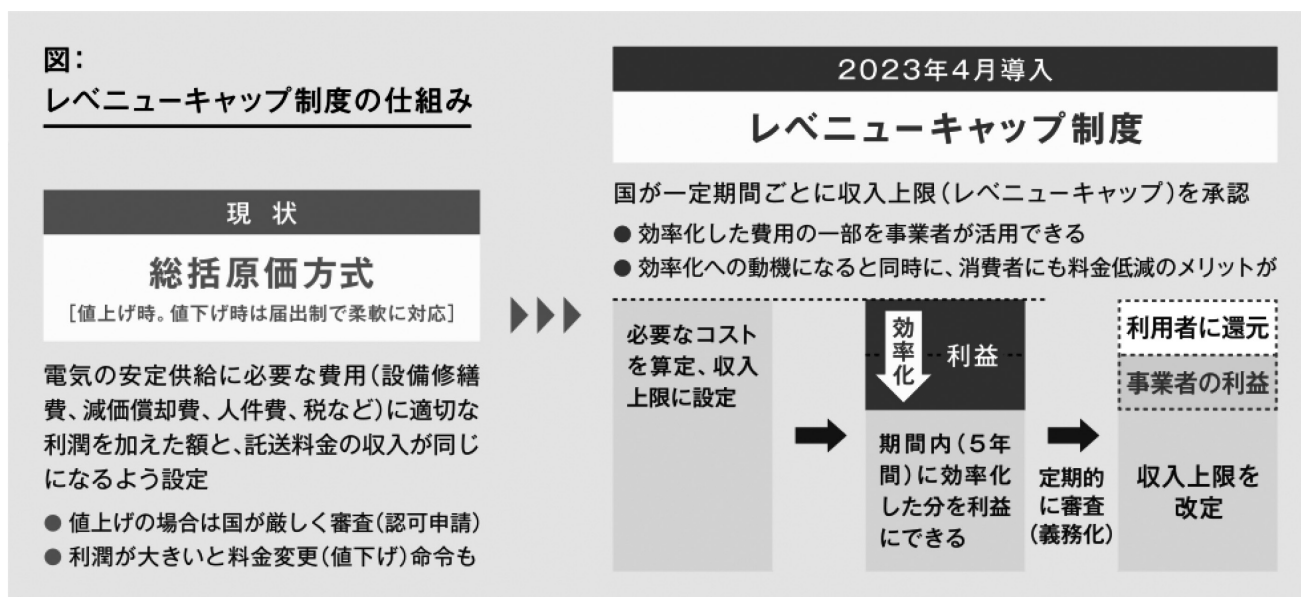 図：
レベニューキャップ制度の仕組み
現状
総括原価方式
［値上げ時。値下げ時は届出制で柔軟に対応］
電気の安定供給に必要な費用（設備修繕
費、減価償却費、人件費、税など）に適切な
利潤を加えた額と、託送料金の収入が同じ
になるよう設定
● 値上げの場合は国が厳しく審査（認可申請）
● 利潤が大きいと料金変更（値下げ）命令も
2023年4月導入
レベニューキャップ制度
国が一定期間ごとに収入上限（レベニューキャップ）を承認
● 効率化した費用の一部を事業者が活用できる
● 効率化への動機になると同時に、消費者にも料金低減のメリットが
必要なコスト
を算定、収入
上限に設定
効率化
利益
期間内（5年
間）に効率化
した分を利益
にできる
定期的
に審査
（義務化）
利用者に還元
事業者の利益
収入上限を
改定